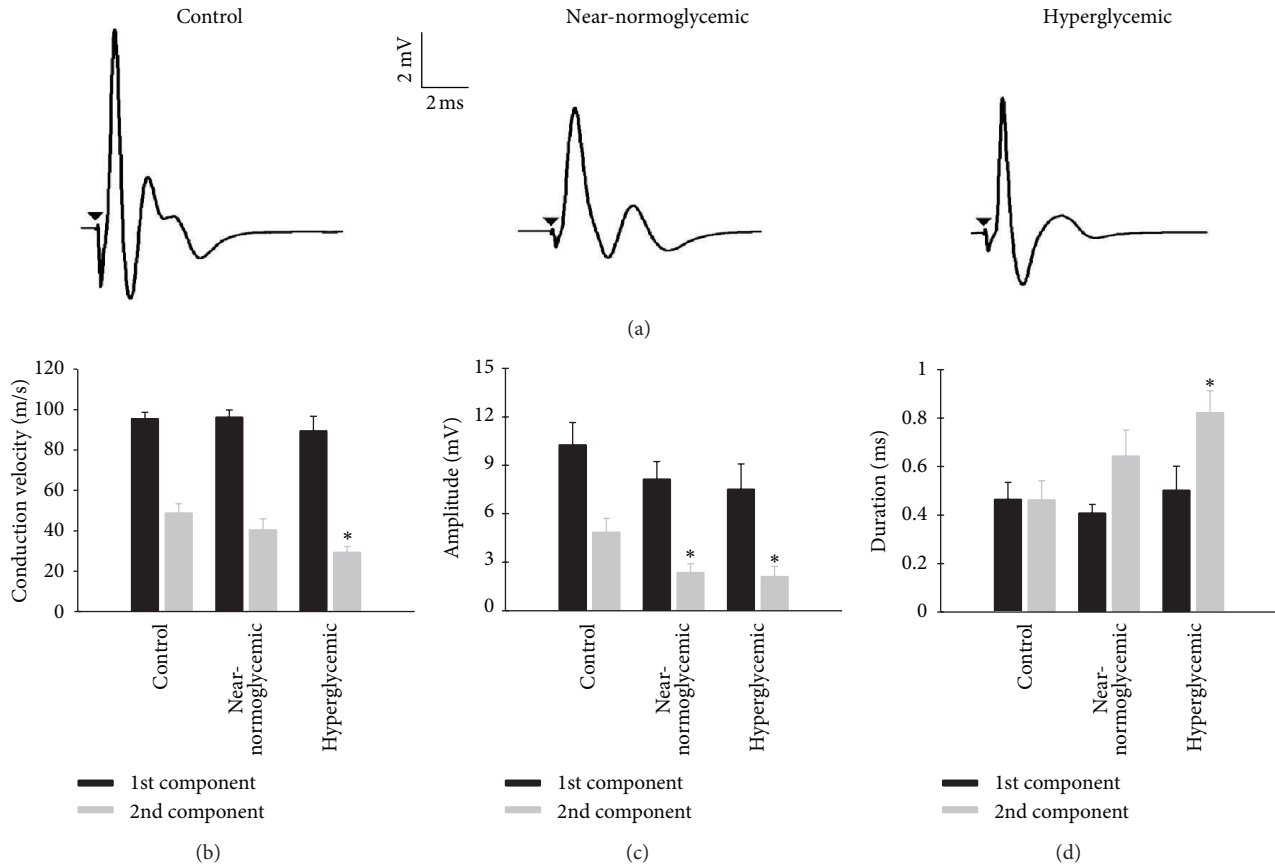 Control
Near-normoglycemic
Hyperglycemic
2 mV
2 ms
(a)
Conduction velocity (m/s)
120
100
80
60
40
20
0
Control
Near-
normoglycemic
Hyperglycemic
*
1st component
2nd component
(b)
Amplitude (mV)
15
12
9
6
3
0
Control
Near-
normoglycemic
Hyperglycemic
*
*
1st component
2nd component
(c)
Duration (ms)
1
0.8
0.6
0.4
0.2
0
Control
Near-
normoglycemic
Hyperglycemic
*
1st component
2nd component
(d)